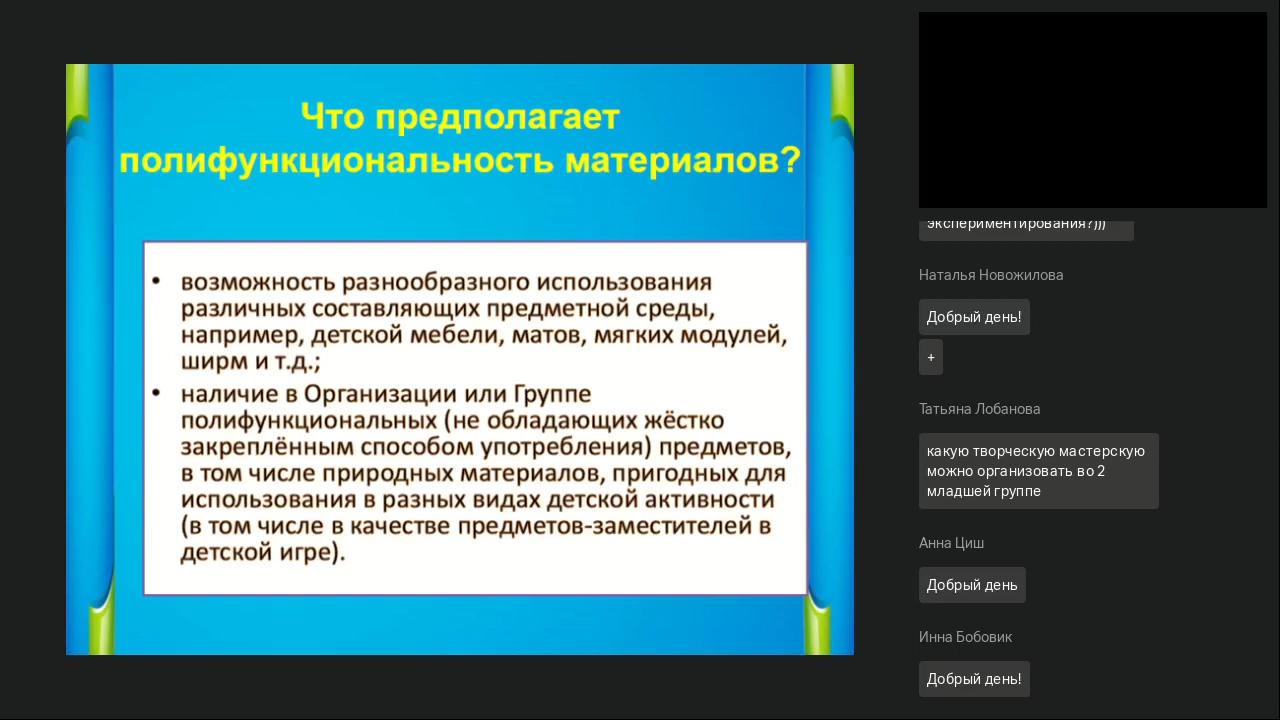 Что предполагает
полифункциональность материалов?
• возможность разнообразного использования
различных составляющих предметной среды,
например, детской мебели, матов, мягких модулей,
ширм и т.д.;
• наличие в Организации или Группе
полифункциональных (не обладающих жёстко
закреплённым способом употребления) предметов,
в том числе природных материалов, пригодных для
использования в разных видах детской активности
(в том числе в качестве предметов-заместителей в
детской игре).
экспериментирования?)))
Наталья Новожилова
Добрый день!
+
Татьяна Лобанова
какую творческую мастерскую
можно организовать во 2
младшей группе
Анна Циш
Добрый день
Инна Бобовик
Добрый день!